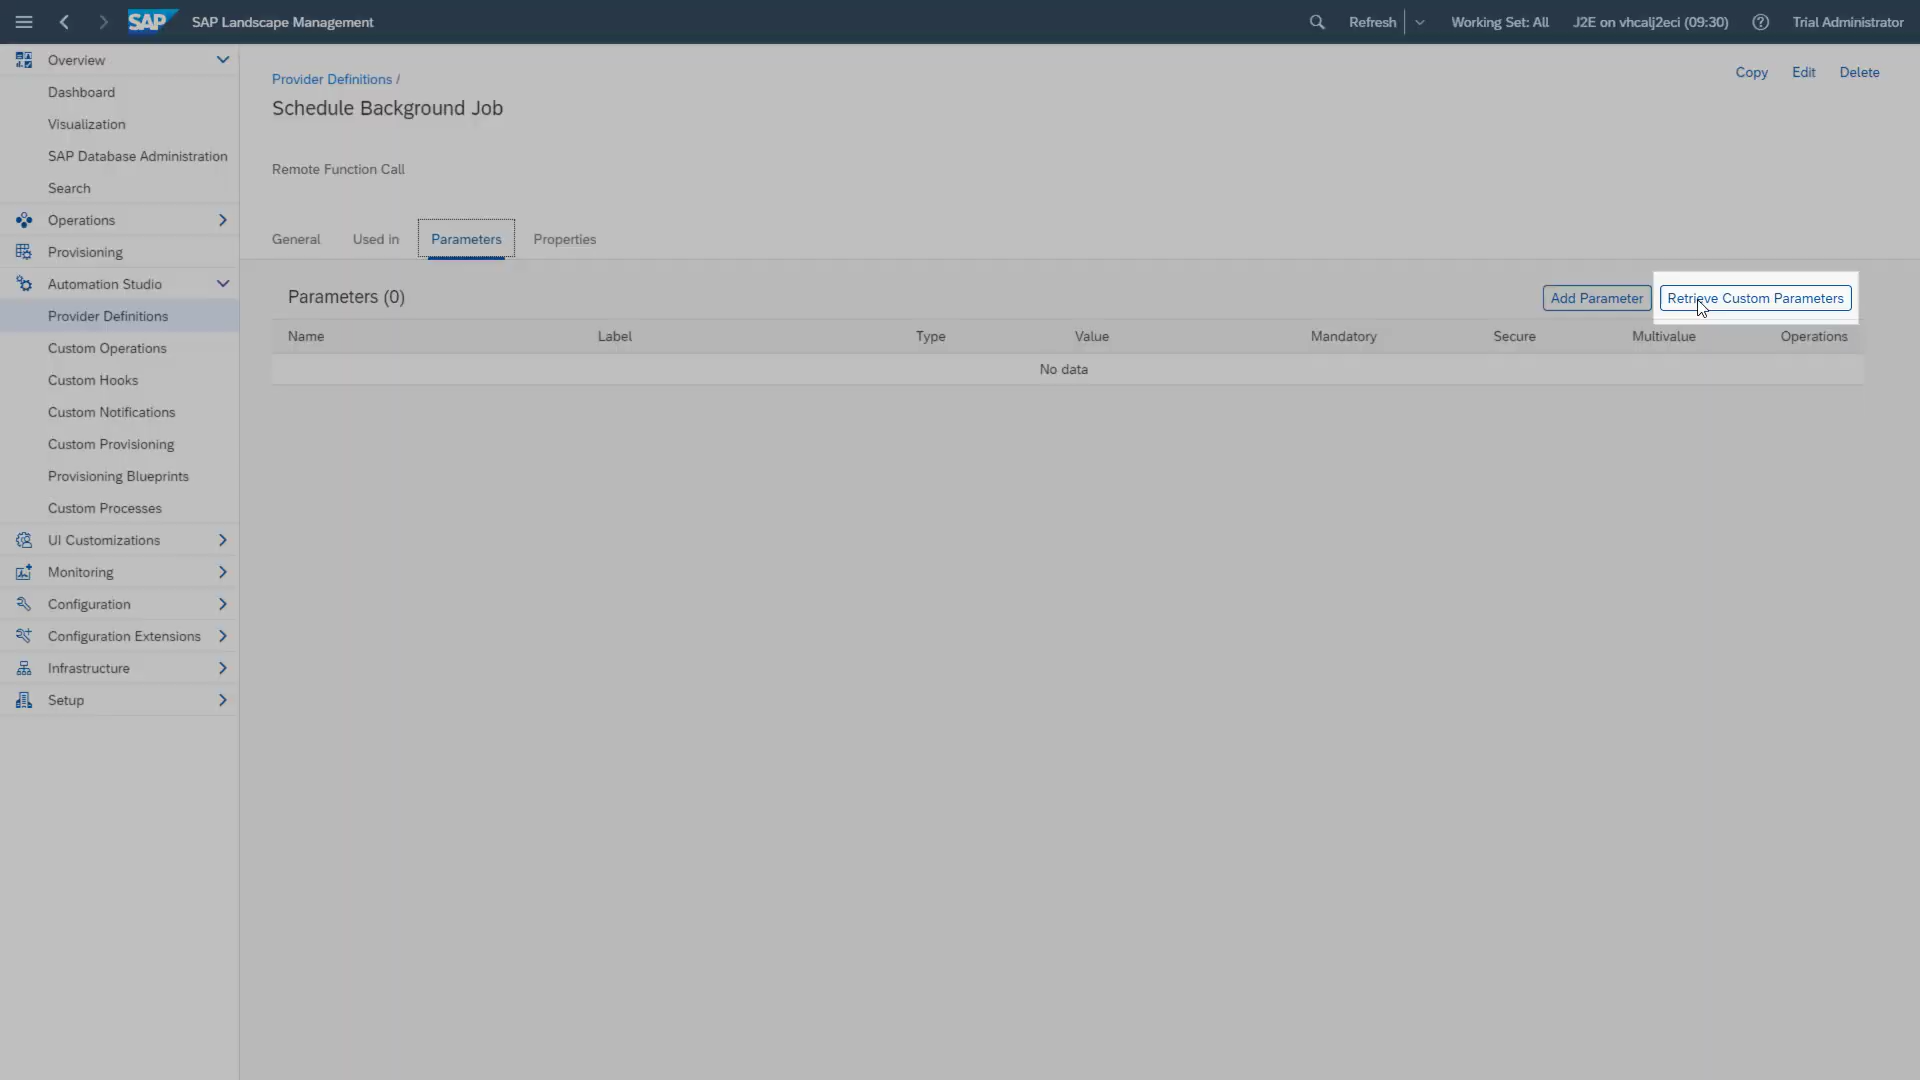 SAP
SAP Landscape Management
Refresh
Working Set: All
J2E on vhcalj2eci (09:30)
Trial Administrator
Overview
Dashboard
Visualization
SAP Database Administration
Search
Operations
Provisioning
Automation Studio
Provider Definitions
Custom Operations
Custom Hooks
Custom Notifications
Custom Provisioning
Provisioning Blueprints
Custom Processes
UI Customizations
Monitoring
Configuration
Configuration Extensions
Infrastructure
Setup
Provider Definitions /
Copy Edit Delete
Schedule Background Job
Remote Function Call
General Used in Parameters Properties
Parameters (0)
Add Parameter Retrieve Custom Parameters
Name Label Type Value Mandatory Secure Multivalue Operations
No data